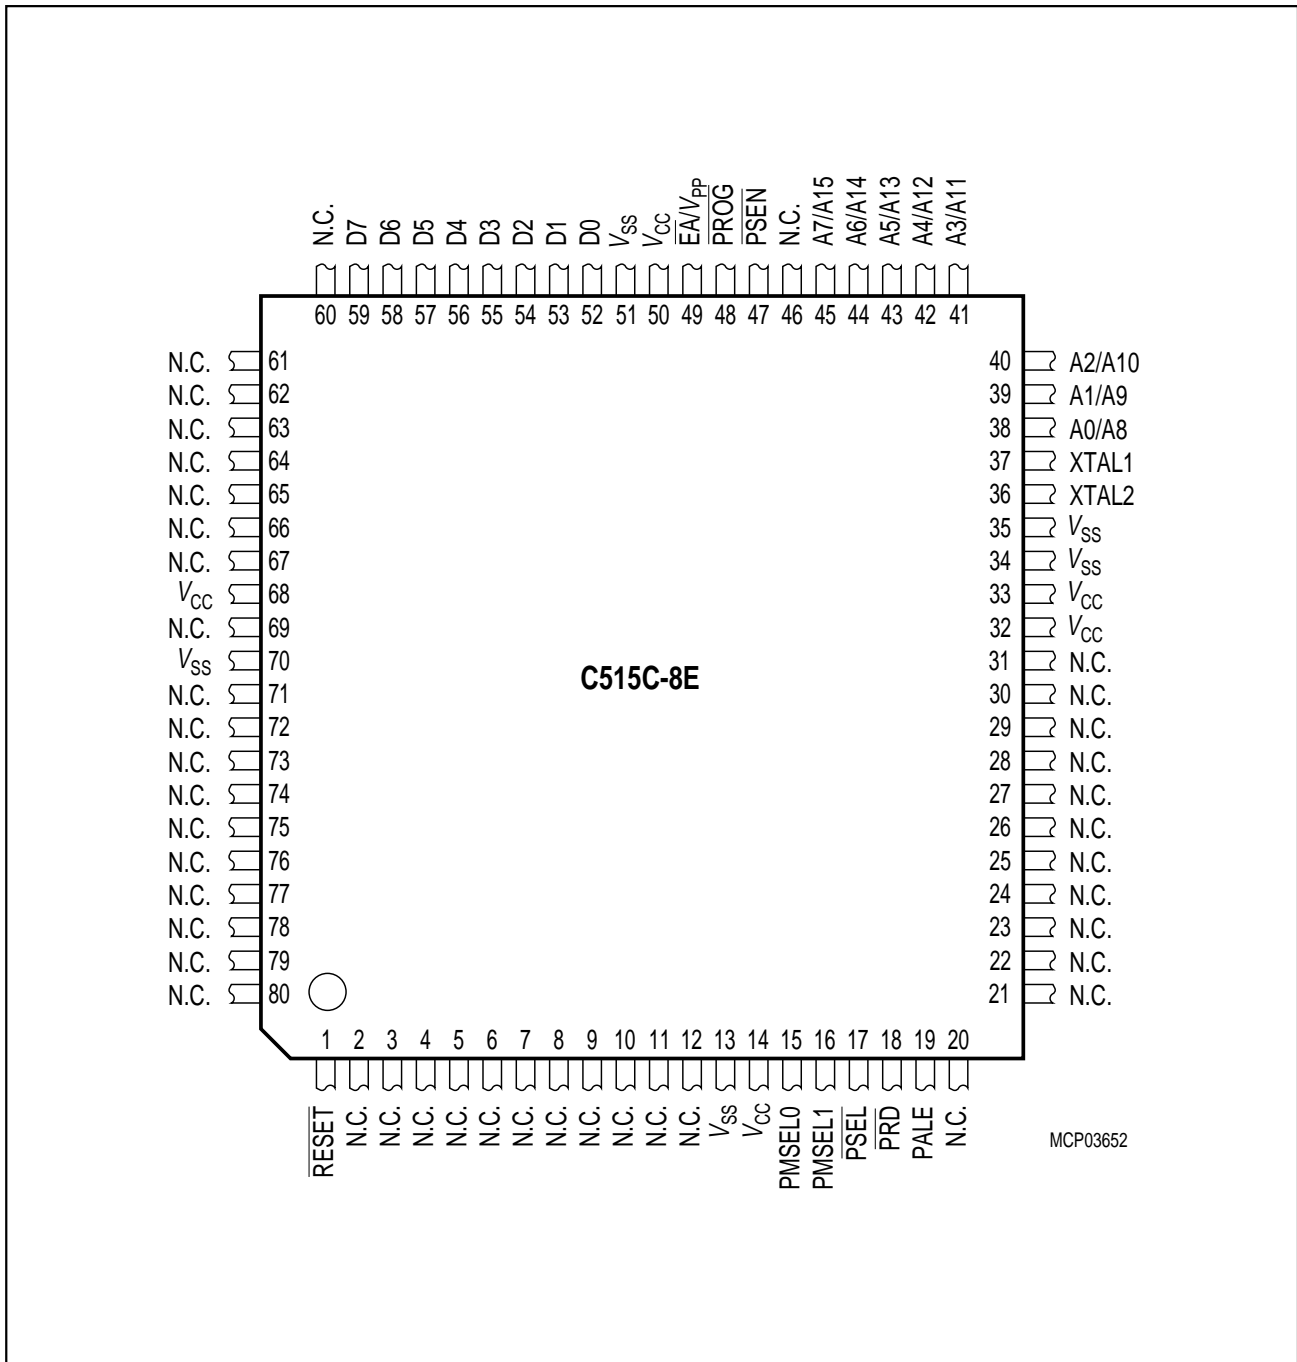 N.C.
D7
D6
D5
D4
D3
D2
D1
D0
VSS
VCC
EA/VPP
PROG
PSEN
N.C.
A7/A15
A6/A14
A5/A13
A4/A12
A3/A11
60 59 58 57 56 55 54 53 52 51 50 49 48 47 46 45 44 43 42 41
N.C. 61
N.C. 62
N.C. 63
N.C. 64
N.C. 65
N.C. 66
N.C. 67
VCC 68
N.C. 69
VSS 70
N.C. 71
N.C. 72
N.C. 73
N.C. 74
N.C. 75
N.C. 76
N.C. 77
N.C. 78
N.C. 79
N.C. 80
C515C-8E
40 A2/A10
39 A1/A9
38 A0/A8
37 XTAL1
36 XTAL2
35 VSS
34 VSS
33 VCC
32 VCC
31 N.C.
30 N.C.
29 N.C.
28 N.C.
27 N.C.
26 N.C.
25 N.C.
24 N.C.
23 N.C.
22 N.C.
21 N.C.
1 2 3 4 5 6 7 8 9 10 11 12 13 14 15 16 17 18 19 20
RESET
N.C.
N.C.
N.C.
N.C.
N.C.
N.C.
N.C.
N.C.
N.C.
N.C.
N.C.
VSS
VCC
PMSEL0
PMSEL1
PSEL
PRD
PALE
N.C.
MCP03652